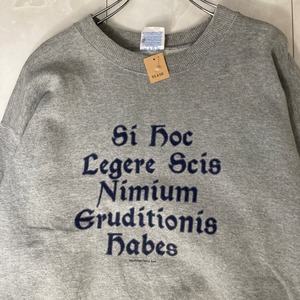 Si Hoc
Legere Scis
Nimium
Eruditionis
Habes